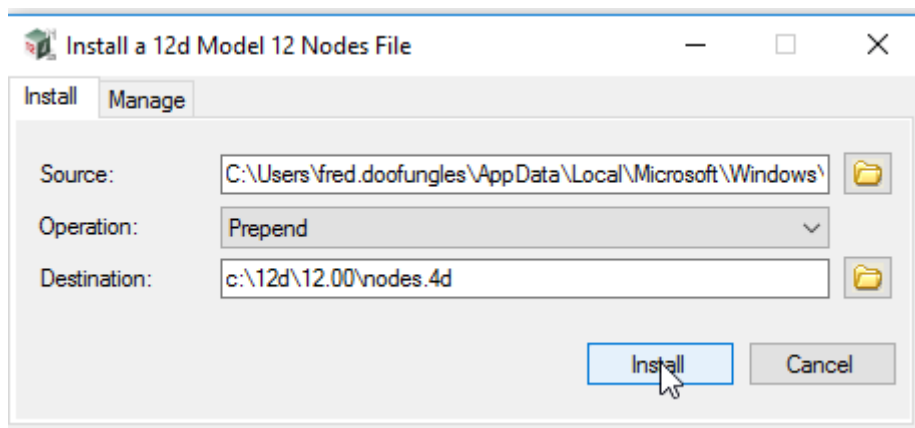 Install a 12d Model 12 Nodes File
Install Manage
Source: C:\Users\fred.doofungles\AppData\Local\Microsoft\Windows\
Operation: Prepend
Destination: c:\12d\12.00\nodes.4d
Install Cancel